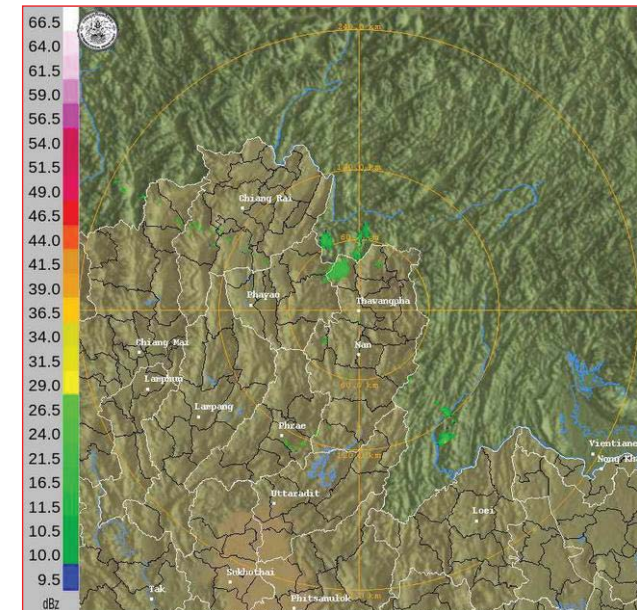 66.5
64.0
61.5
59.0
56.5
54.0
51.5
49.0
46.5
44.0
41.5
39.0
36.5
34.0
31.5
29.0
26.5
24.0
21.5
16.5
11.5
10.5
10.0
9.5
dBz
Chiang Rai
Phayao
Thawangpha
Chiang Mai
Nan
Lamphun
Lampang
Phrae
Vientiane
Nong Kha
Uttaradit
Loei
Sukhothai
Tak
Phitsanulok